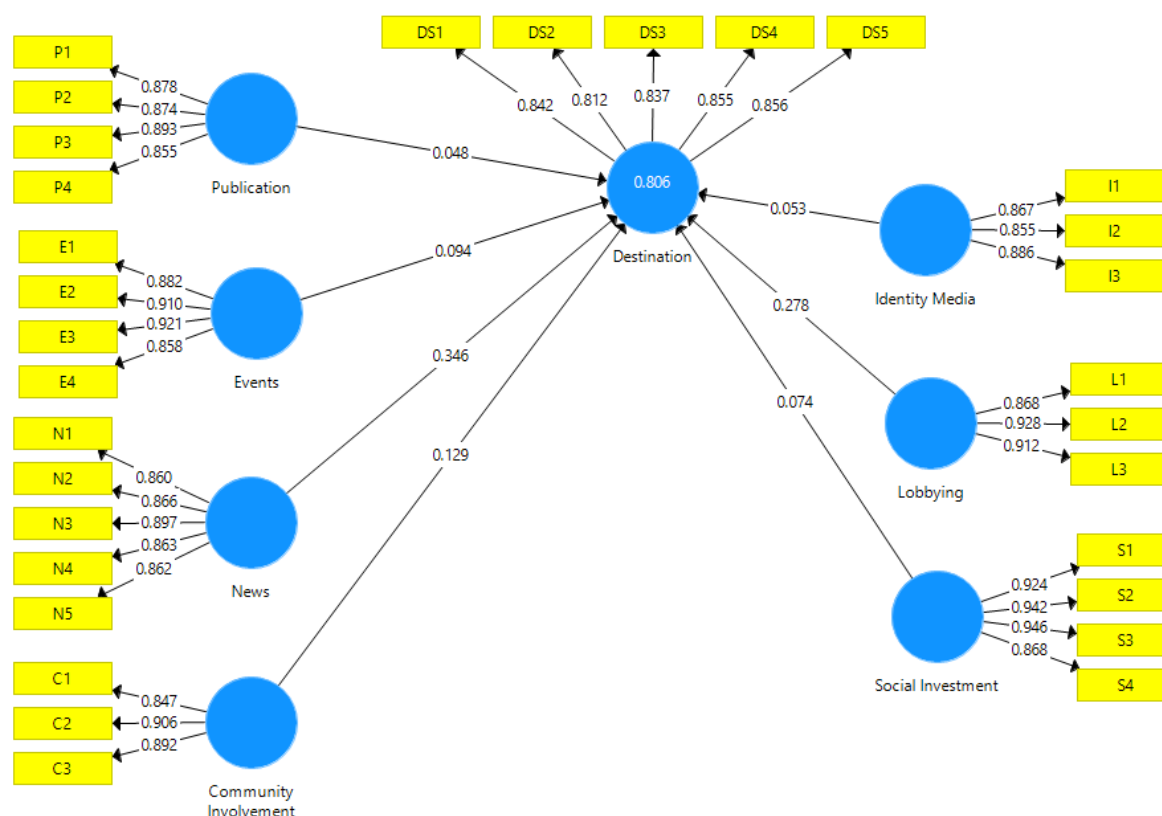 DS1
DS2
DS3
DS4
DS5
0.842
0.812
0.837
0.855
0.856
P1
P2
P3
P4
0.878
0.874
0.893
0.855
Publication
0.048
0.806
Destination
E1
E2
E3
E4
0.882
0.910
0.921
0.858
Events
0.094
N1
N2
N3
N4
N5
0.860
0.866
0.897
0.863
0.862
News
0.346
C1
C2
C3
0.847
0.906
0.892
Community
Involvement
0.129
I1
I2
I3
0.867
0.855
0.886
Identity Media
0.053
L1
L2
L3
0.868
0.928
0.912
Lobbying
0.278
S1
S2
S3
S4
0.924
0.942
0.946
0.868
Social Investment
0.074